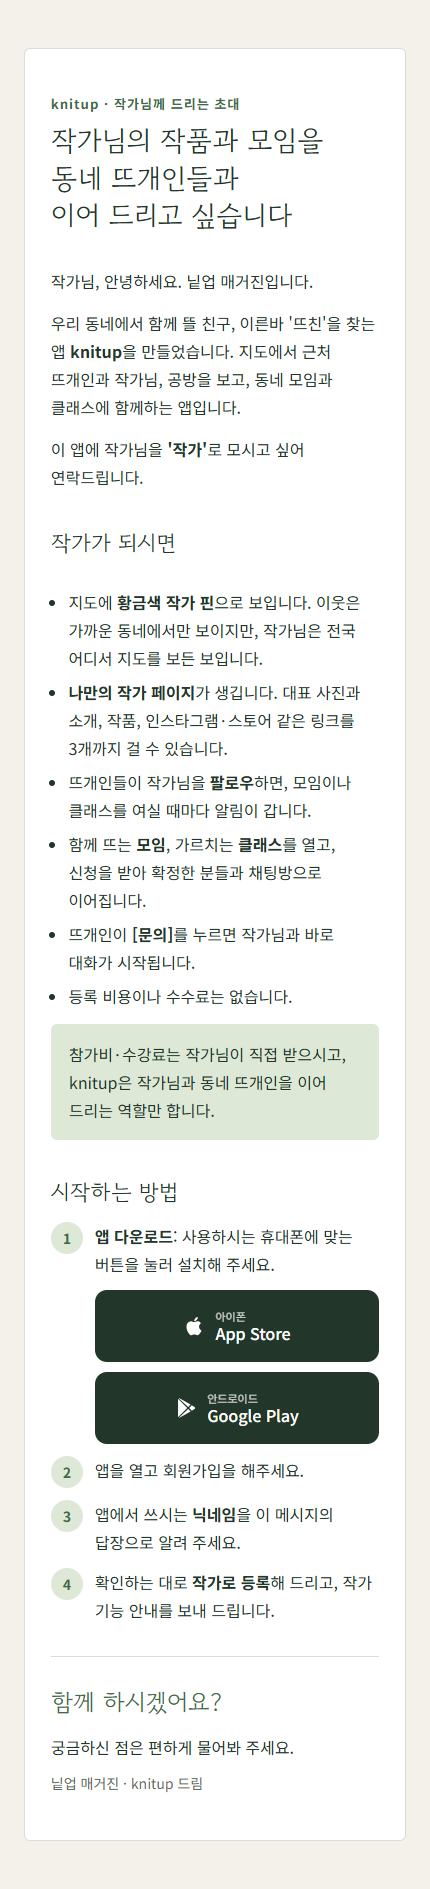 knitup · 작가님께 드리는 초대
작가님의 작품과 모임을
동네 뜨개인들과
이어 드리고 싶습니다
작가님, 안녕하세요. 닡업 매거진입니다.
우리 동네에서 함께 뜰 친구, 이른바 '뜨친'을 찾는
앱 knitup을 만들었습니다. 지도에서 근처
뜨개인과 작가님, 공방을 보고, 동네 모임과
클래스에 함께하는 앱입니다.
이 앱에 작가님을 '작가'로 모시고 싶어
연락드립니다.
작가가 되시면
• 지도에 황금색 작가 핀으로 보입니다. 이웃은
가까운 동네에서만 보이지만, 작가님은 전국
어디서 지도를 보든 보입니다.
• 나만의 작가 페이지가 생깁니다. 대표 사진과
소개, 작품, 인스타그램·스토어 같은 링크를
3개까지 걸 수 있습니다.
• 뜨개인들이 작가님을 팔로우하면, 모임이나
클래스를 여실 때마다 알림이 갑니다.
• 함께 뜨는 모임, 가르치는 클래스를 열고,
신청을 받아 확정한 분들과 채팅방으로
이어집니다.
• 뜨개인이 [문의]를 누르면 작가님과 바로
대화가 시작됩니다.
• 등록 비용이나 수수료는 없습니다.
참가비·수강료는 작가님이 직접 받으시고,
knitup은 작가님과 동네 뜨개인을 이어
드리는 역할만 합니다.
시작하는 방법
1 앱 다운로드: 사용하시는 휴대폰에 맞는
버튼을 눌러 설치해 주세요.
아이폰
App Store
안드로이드
Google Play
2 앱을 열고 회원가입을 해주세요.
3 앱에서 쓰시는 닉네임을 이 메시지의
답장으로 알려 주세요.
4 확인하는 대로 작가로 등록해 드리고, 작가
기능 안내를 보내 드립니다.
함께 하시겠어요?
궁금하신 점은 편하게 물어봐 주세요.
닡업 매거진 · knitup 드림